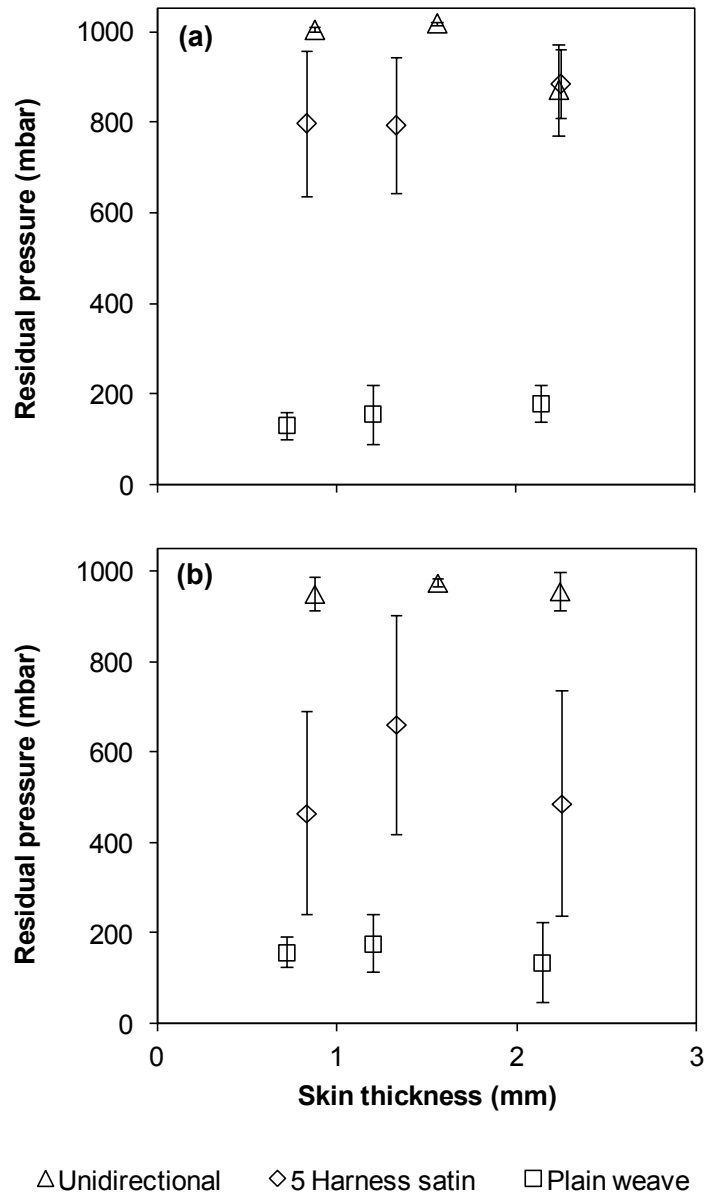 (a)
Residual pressure (mbar)
1000
800
600
400
200
0
(b)
Residual pressure (mbar)
1000
800
600
400
200
0
0 1 2 3
Skin thickness (mm)
Unidirectional 5 Harness satin Plain weave